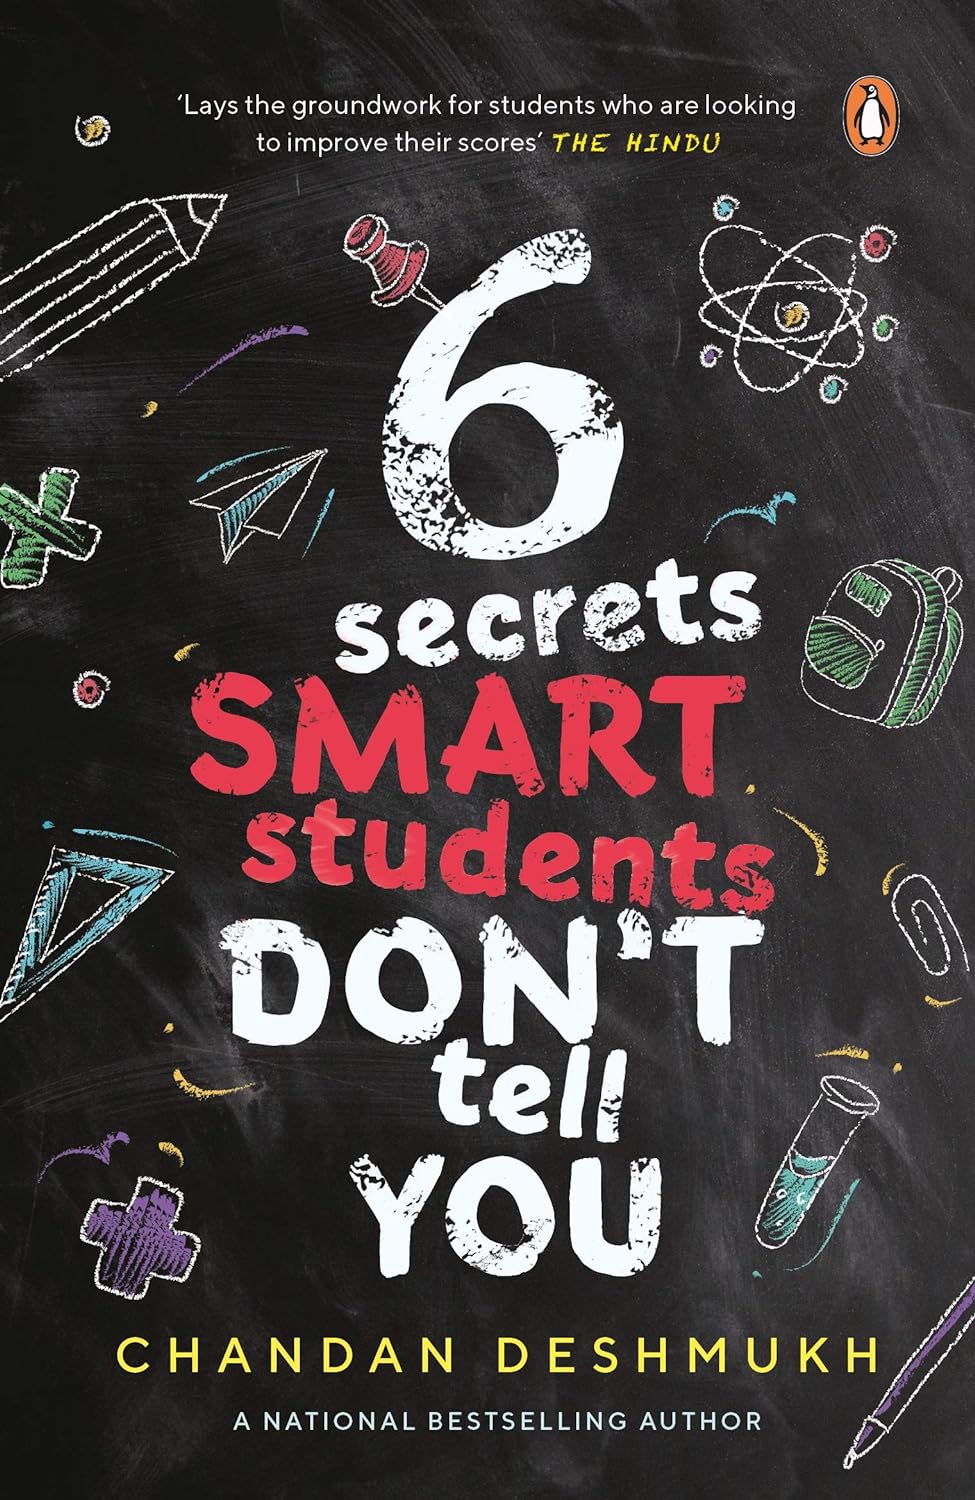 ‘Lays the groundwork for students who are looking
to improve their scores’ THE HINDU
6
secrets
SMART
students
DON'T
tell
YOU
CHANDAN DESHMUKH
A NATIONAL BESTSELLING AUTHOR